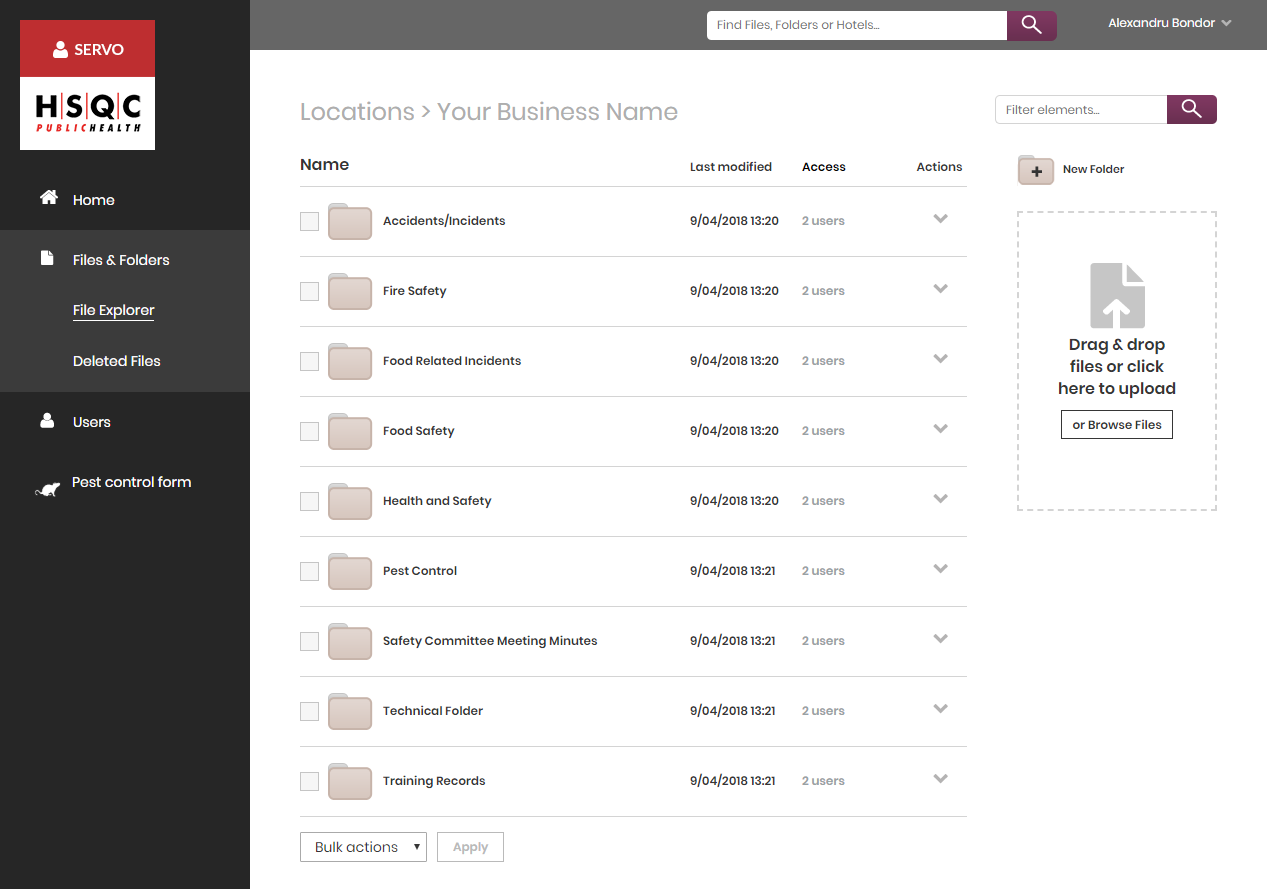 SERVO
H|S|Q|C
PUBLICHEALTH
Home
Files & Folders
File Explorer
Deleted Files
Users
Pest control form
Find Files, Folders or Hotels...
Alexandru Bondor
Locations > Your Business Name
Filter elements...
Name Last modified Access Actions
Accidents/Incidents 9/04/2018 13:20 2 users
Fire Safety 9/04/2018 13:20 2 users
Food Related Incidents 9/04/2018 13:20 2 users
Food Safety 9/04/2018 13:20 2 users
Health and Safety 9/04/2018 13:20 2 users
Pest Control 9/04/2018 13:21 2 users
Safety Committee Meeting Minutes 9/04/2018 13:21 2 users
Technical Folder 9/04/2018 13:21 2 users
Training Records 9/04/2018 13:21 2 users
Bulk actions Apply
New Folder
Drag & drop
files or click
here to upload
or Browse Files